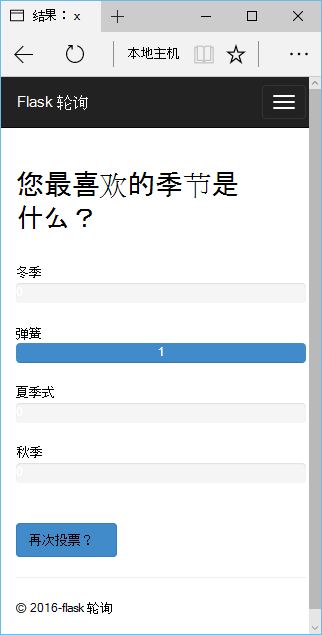 结果： x
本地主机
Flask 轮询
您最喜欢的季节是
什么？
冬季
0
弹簧
1
夏季式
0
秋季
0
再次投票？
© 2016-flask 轮询